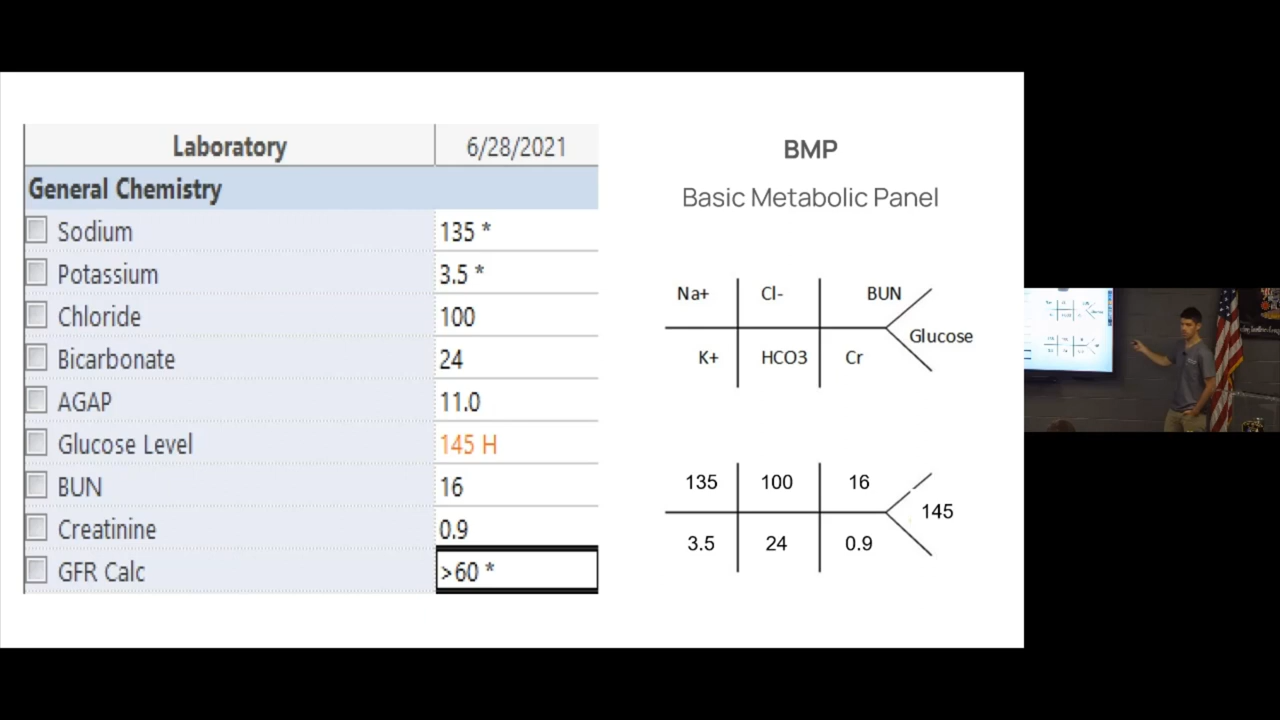 Laboratory 6/28/2021
General Chemistry
Sodium 135 *
Potassium 3.5 *
Chloride 100
Bicarbonate 24
AGAP 11.0
Glucose Level 145 H
BUN 16
Creatinine 0.9
GFR Calc >60 *
BMP
Basic Metabolic Panel
Na+ Cl- BUN
Glucose
K+ HCO3 Cr
135 100 16
145
3.5 24 0.9